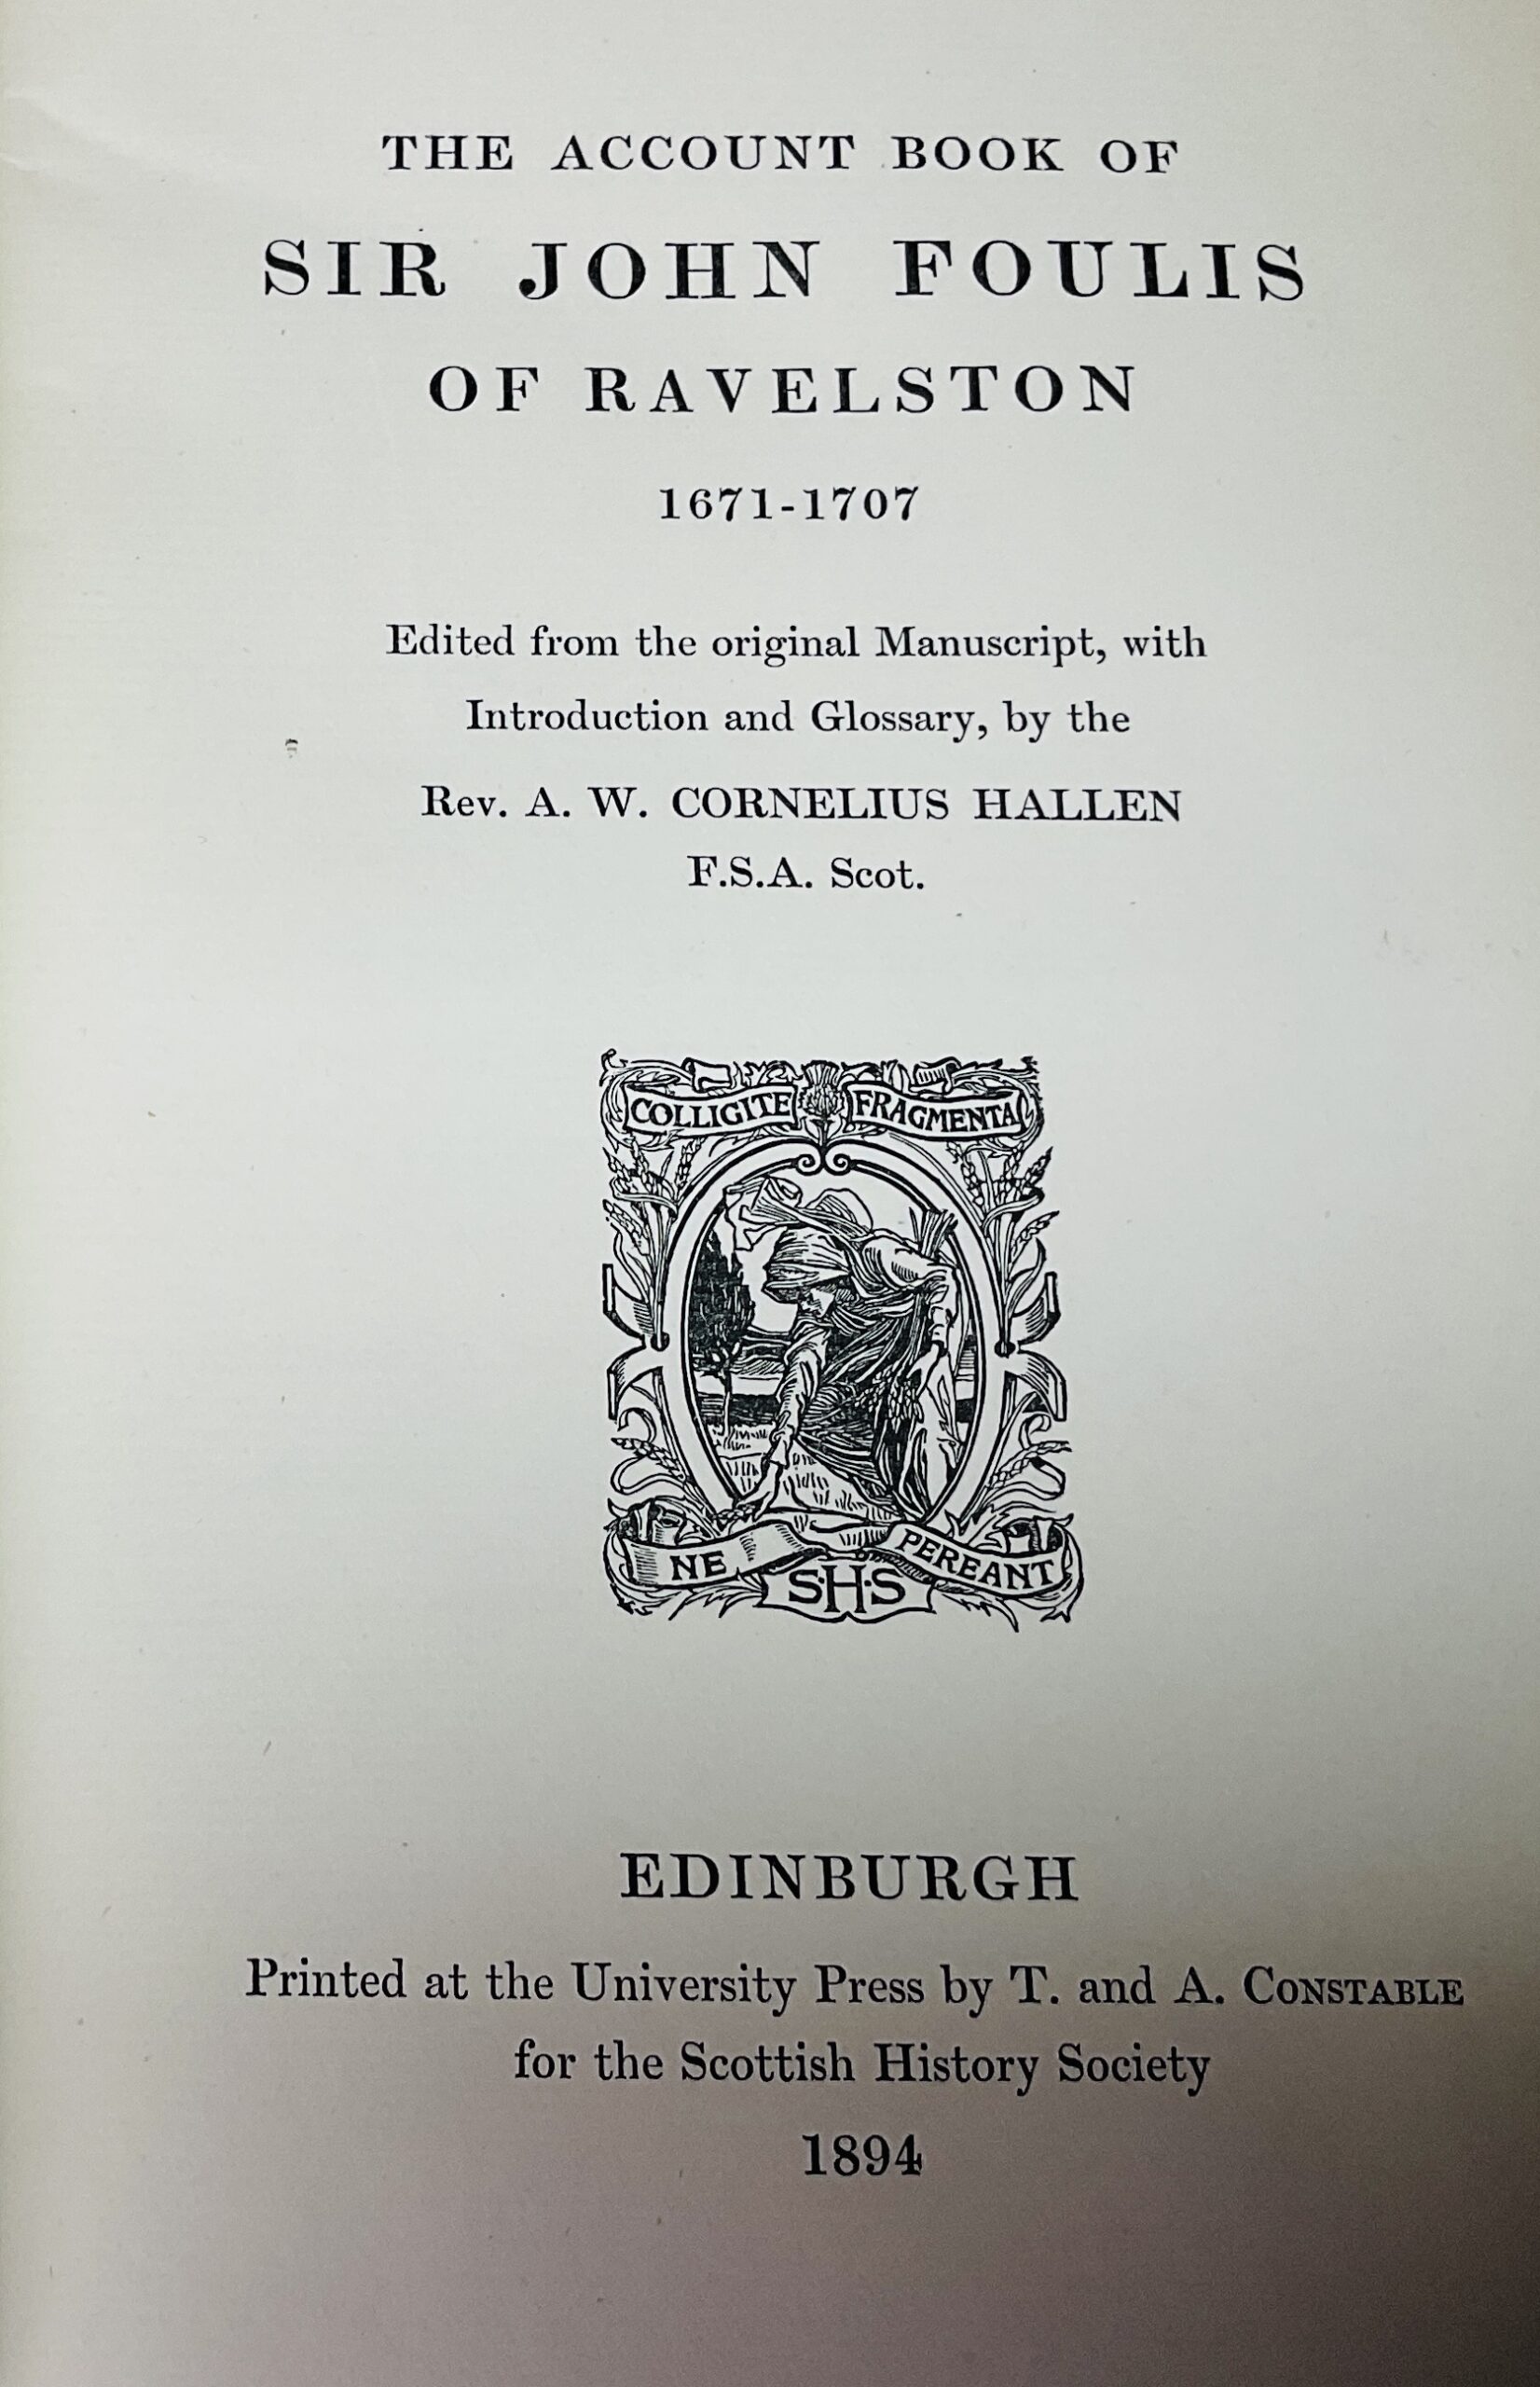 THE ACCOUNT BOOK OF
SIR JOHN FOULIS
OF RAVELSTON
1671-1707
Edited from the original Manuscript, with
Introduction and Glossary, by the
Rev. A. W. CORNELIUS HALLEN
F.S.A. Scot.
COLLIGITE FRAGMENTA
NE PEREANT
S·H·S
EDINBURGH
Printed at the University Press by T. and A. CONSTABLE
for the Scottish History Society
1894